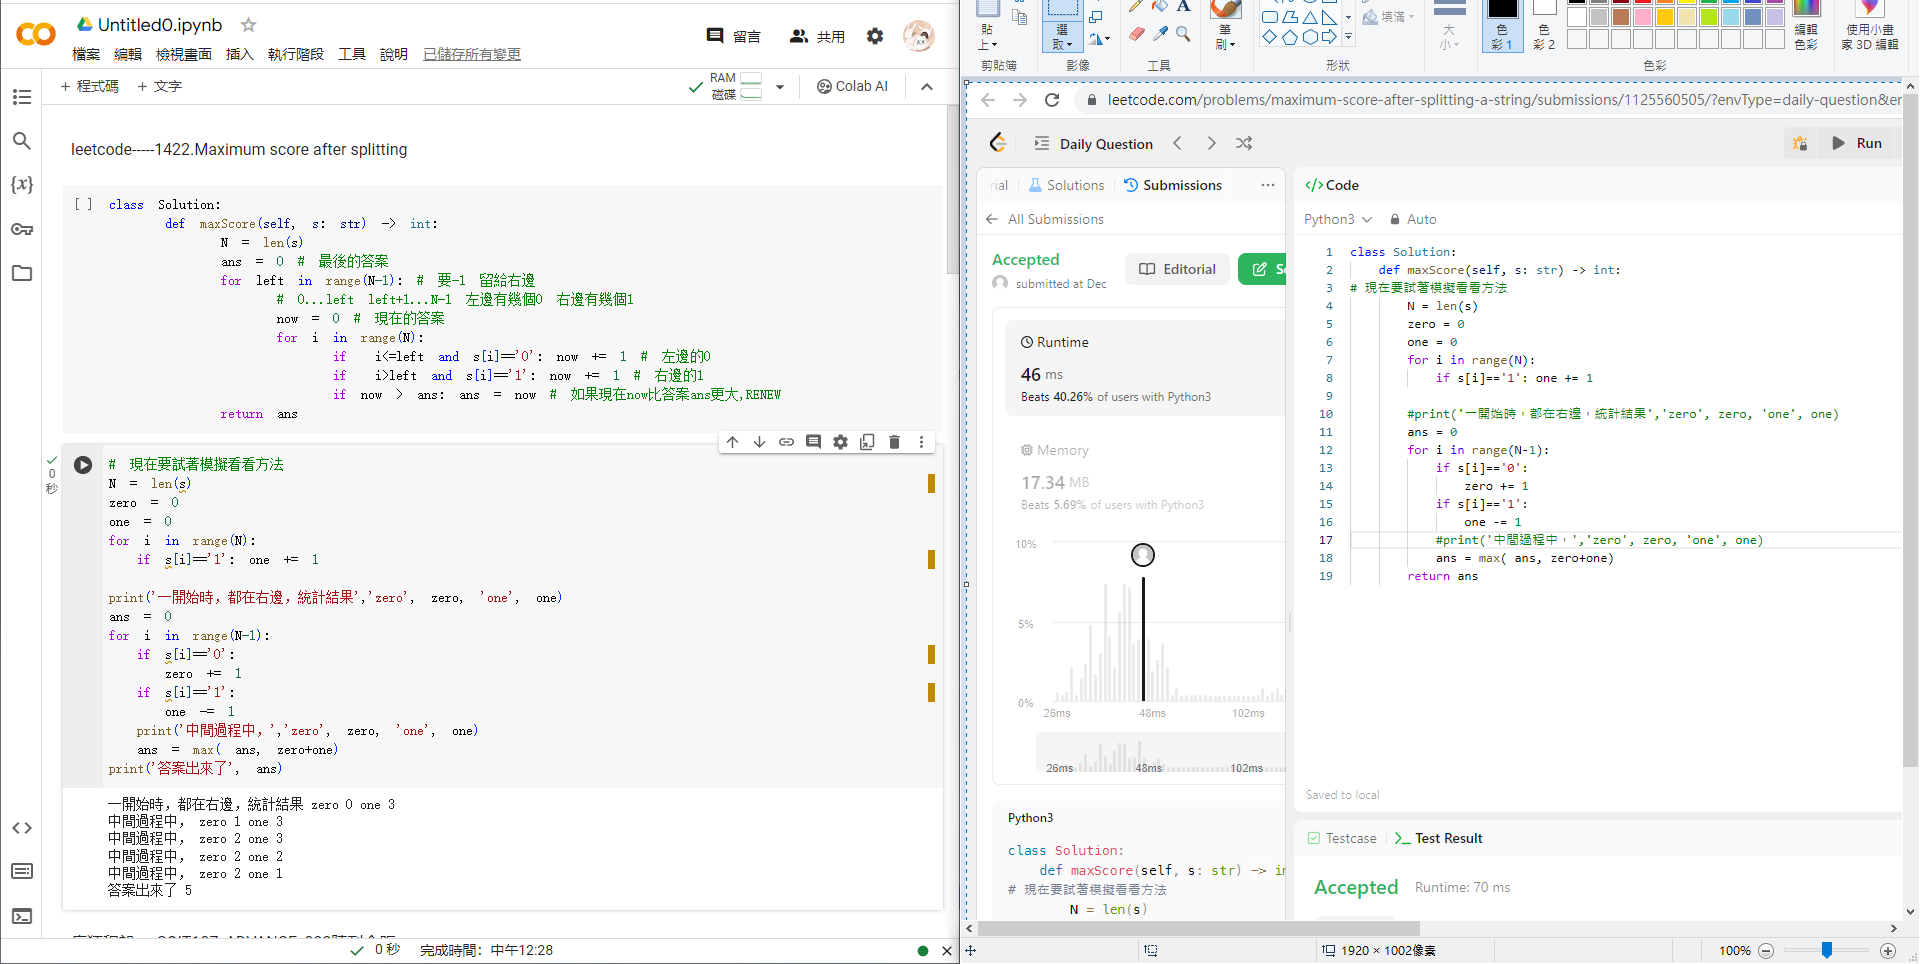 Untitled0.ipynb
檔案 編輯 檢視畫面 插入 執行階段 工具 說明 已儲存所有變更
留言 共用
+ 程式碼 + 文字
RAM
磁碟
Colab AI
leetcode-----1422.Maximum score after splitting
[ ] class Solution:
def maxScore(self, s: str) -> int:
N = len(s)
ans = 0 # 最後的答案
for left in range(N-1): # 要-1 留給右邊
# 0...left left+1...N-1 左邊有幾個0 右邊有幾個1
now = 0 # 現在的答案
for i in range(N):
if i<=left and s[i]=='0': now += 1 # 左邊的0
if i>left and s[i]=='1': now += 1 # 右邊的1
if now > ans: ans = now # 如果現在now比答案ans更大,RENEW
return ans
0
秒
# 現在要試著模擬看看方法
N = len(s)
zero = 0
one = 0
for i in range(N):
if s[i]=='1': one += 1
print('一開始時，都在右邊，統計結果','zero', zero, 'one', one)
ans = 0
for i in range(N-1):
if s[i]=='0':
zero += 1
if s[i]=='1':
one -= 1
print('中間過程中，','zero', zero, 'one', one)
ans = max( ans, zero+one)
print('答案出來了', ans)
一開始時，都在右邊，統計結果 zero 0 one 3
中間過程中， zero 1 one 3
中間過程中， zero 2 one 3
中間過程中， zero 2 one 2
中間過程中， zero 2 one 1
答案出來了 5
0 秒 完成時間：中午12:28
貼上
剪貼簿
選取
影像
工具
筆刷
填滿
形狀
大小
色彩 1
色彩 2
編輯色彩
色彩
使用小畫家 3D 編輯
leetcode.com/problems/maximum-score-after-splitting-a-string/submissions/1125560505/?envType=daily-question&er
Daily Question
Run
rial Solutions Submissions
All Submissions
Accepted
submitted at Dec
Editorial
Runtime
46 ms
Beats 40.26% of users with Python3
Memory
17.34 MB
Beats 5.69% of users with Python3
10%
5%
0%
26ms 48ms 102ms
26ms 48ms 102ms
Python3
class Solution:
def maxScore(self, s: str) -> in
# 現在要試著模擬看看方法
N = len(s)
</> Code
Python3 Auto
1 class Solution:
2 def maxScore(self, s: str) -> int:
3 # 現在要試著模擬看看方法
4 N = len(s)
5 zero = 0
6 one = 0
7 for i in range(N):
8 if s[i]=='1': one += 1
9
10 #print('一開始時，都在右邊，統計結果','zero', zero, 'one', one)
11 ans = 0
12 for i in range(N-1):
13 if s[i]=='0':
14 zero += 1
15 if s[i]=='1':
16 one -= 1
17 #print('中間過程中，','zero', zero, 'one', one)
18 ans = max( ans, zero+one)
19 return ans
Saved to local
Testcase Test Result
Accepted Runtime: 70 ms
1920 × 1002像素
100%